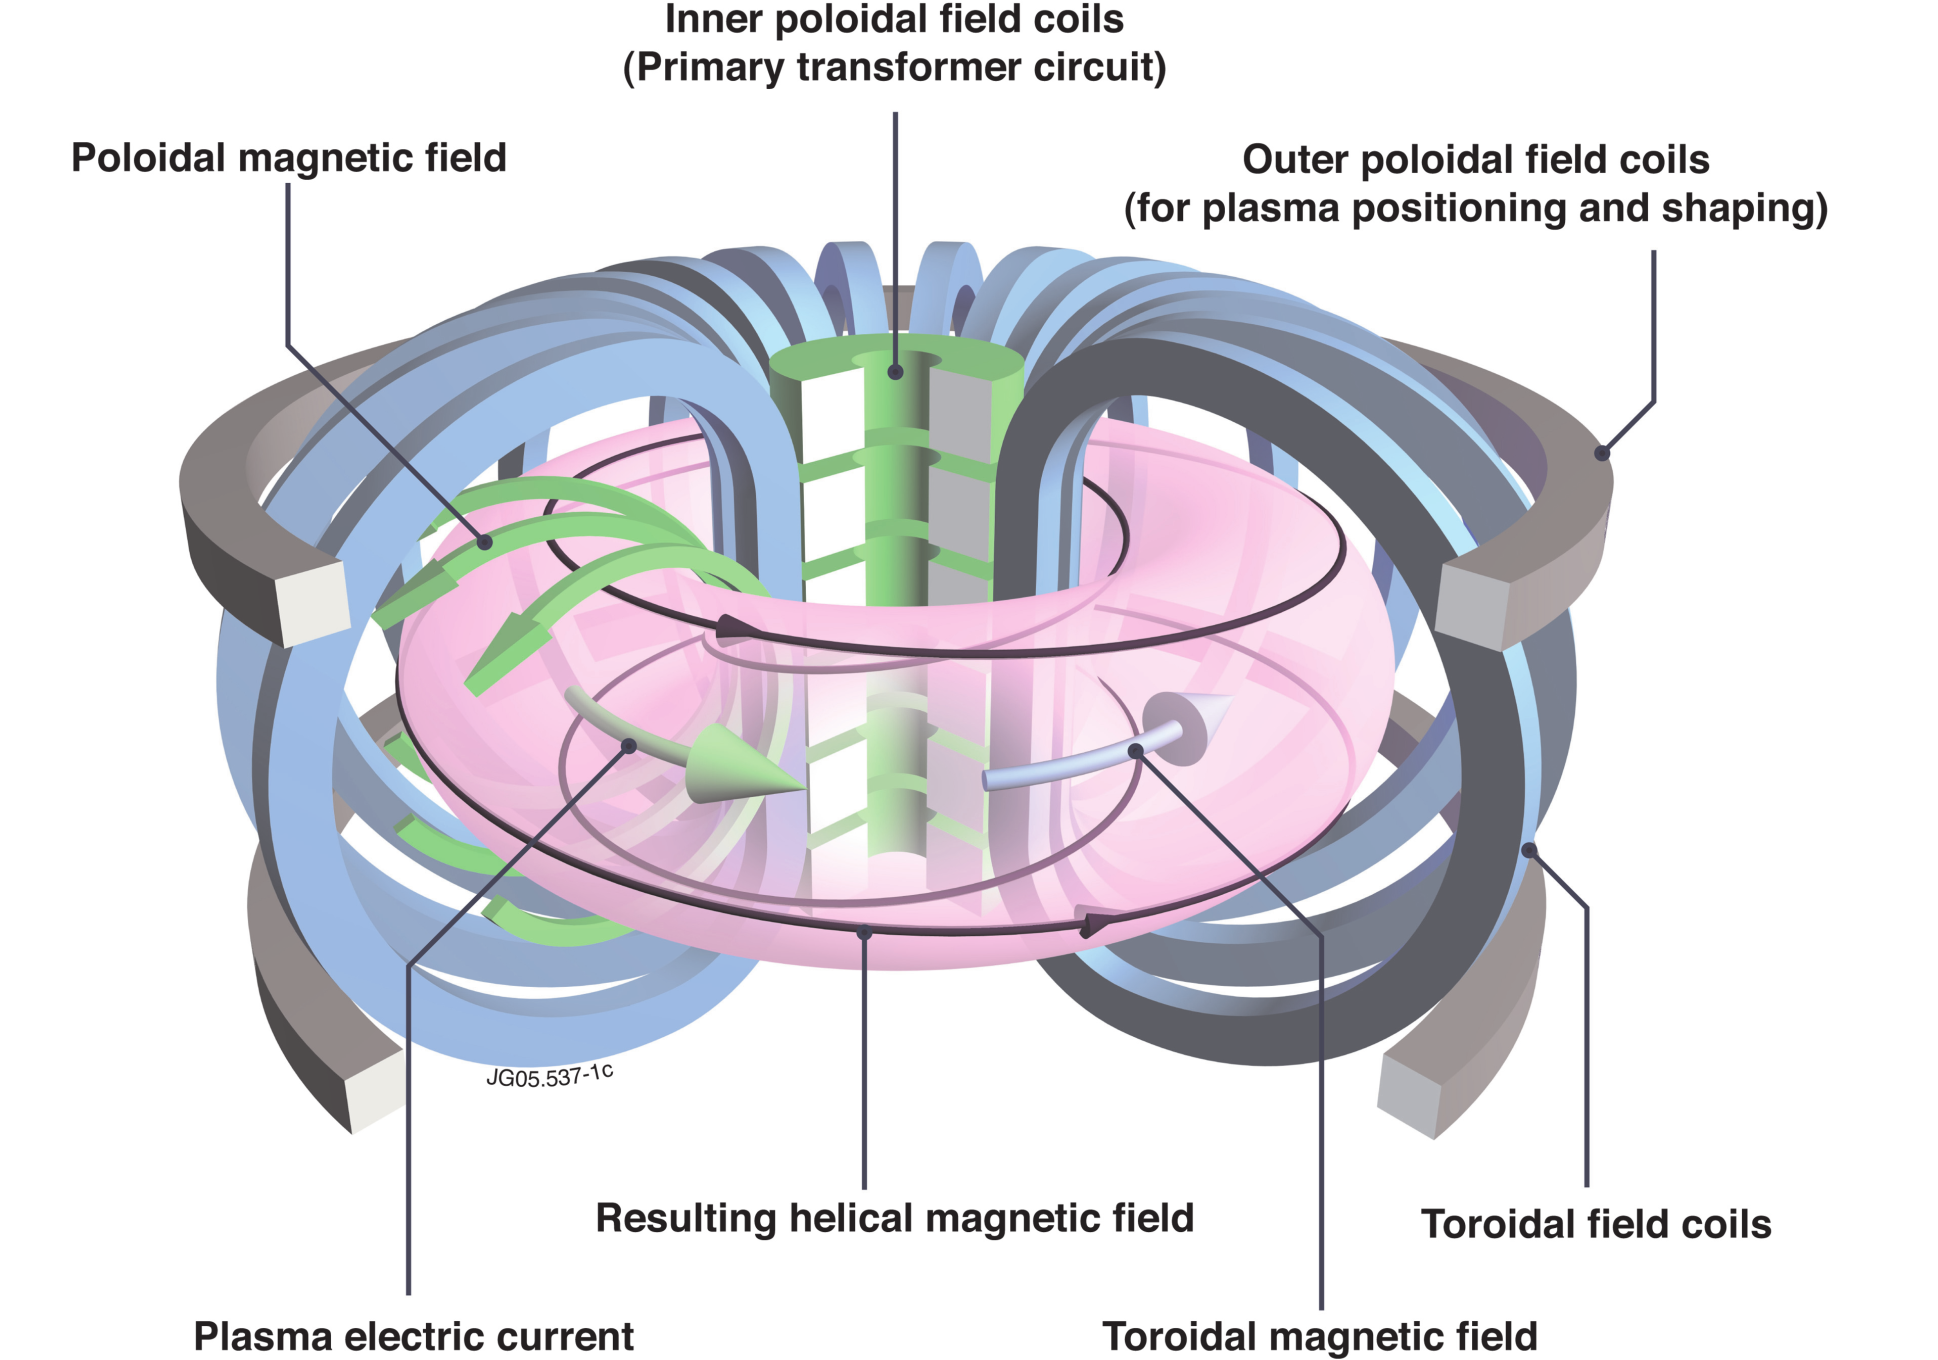 Inner poloidal field coils
(Primary transformer circuit)
Poloidal magnetic field
Outer poloidal field coils
(for plasma positioning and shaping)
JG05.537-1c
Resulting helical magnetic field
Toroidal field coils
Plasma electric current
Toroidal magnetic field